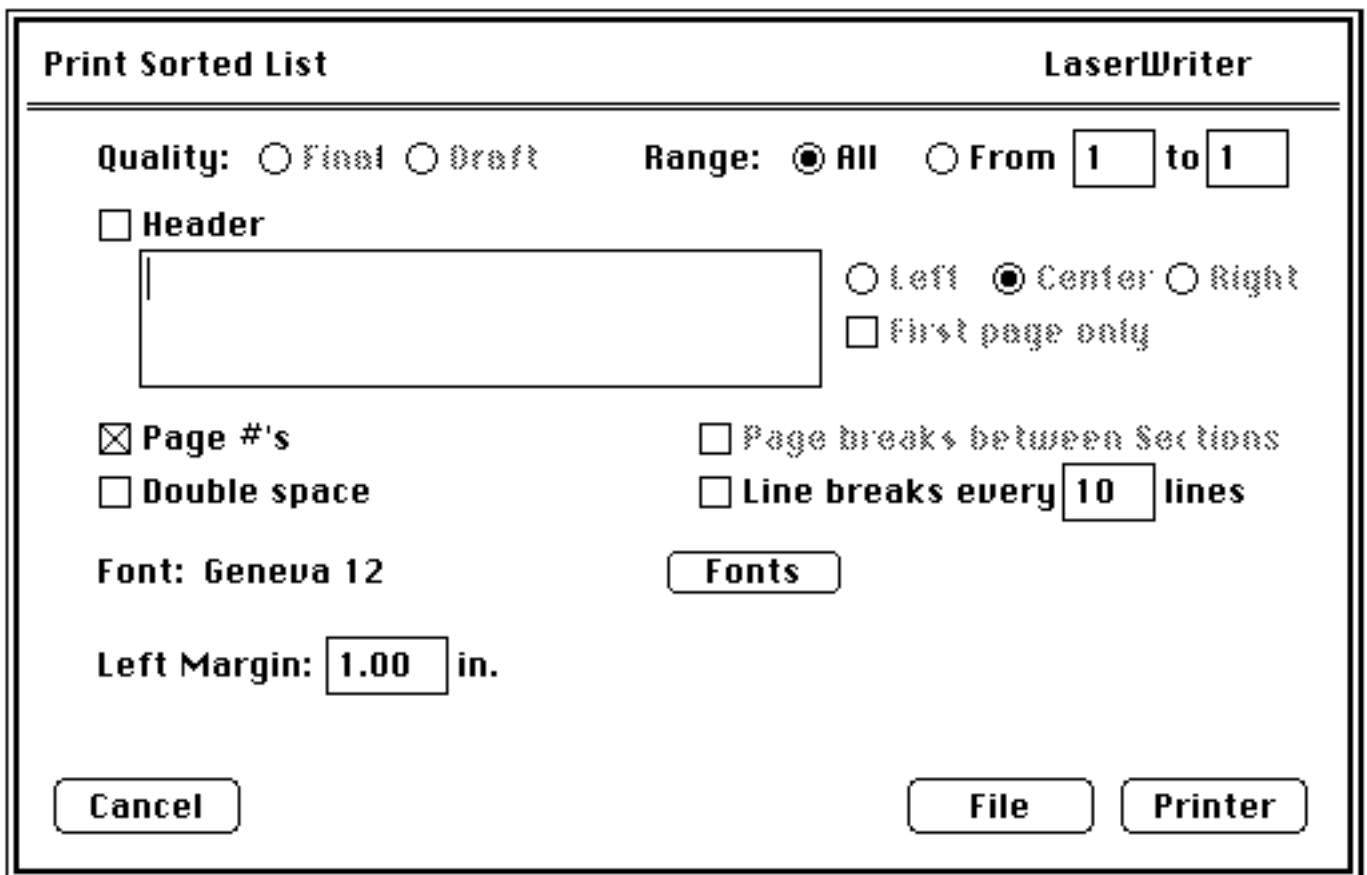 Print Sorted List LaserWriter
Quality: Final Draft Range: All From 1 to 1
Header
Left Center Right
First page only
Page #'s Page breaks between Sections
Double space Line breaks every 10 lines
Font: Geneva 12 Fonts
Left Margin: 1.00 in.
Cancel File Printer